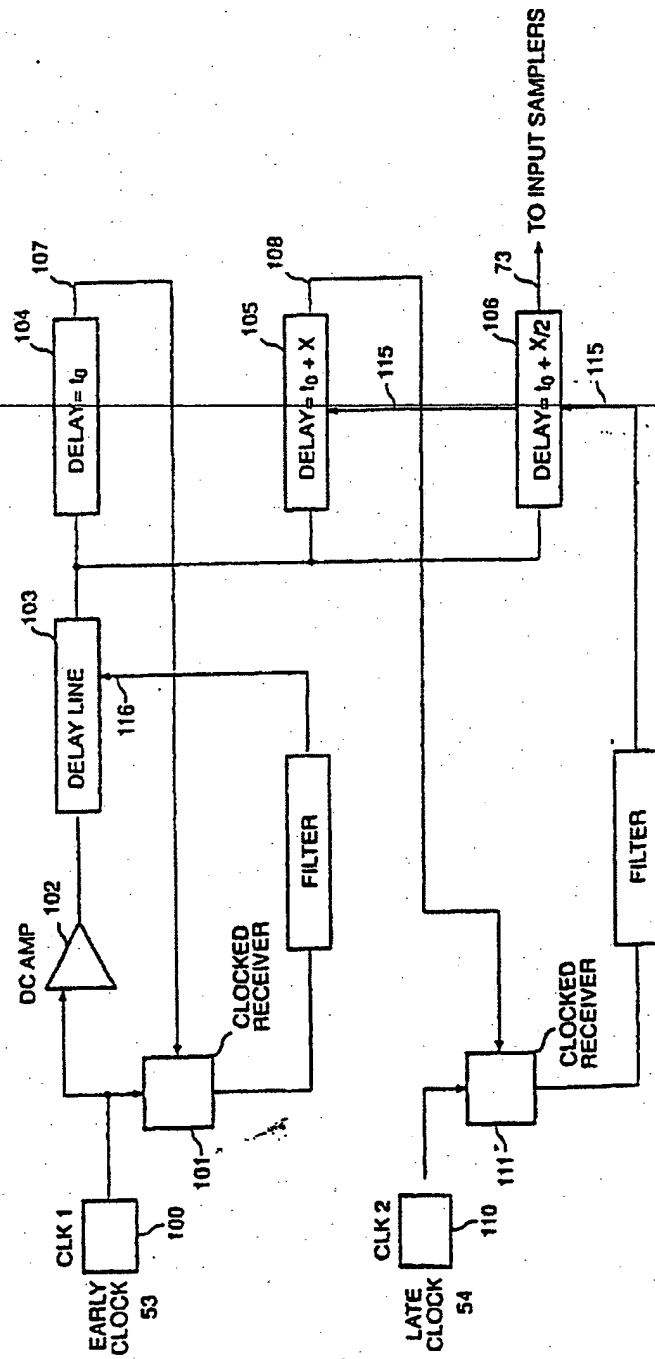 CLK 1
EARLY
CLOCK
53
100
DC AMP
102
101
CLOCKED
RECEIVER
DELAY LINE
103
116
FILTER
DELAY = t₀
104
107
DELAY = t₀ + X
105
108
115
DELAY = t₀ + X/2
106
73
TO INPUT SAMPLERS
115
CLK 2
LATE
CLOCK
54
110
111
CLOCKED
RECEIVER
FILTER